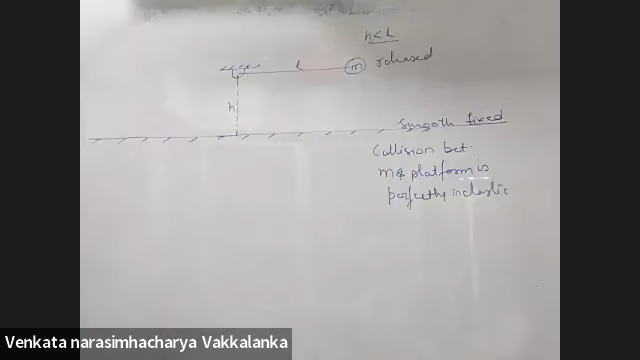 h<L
l
m
released
h
Smooth fixed
Collision bet.
m & platform is
perfectly inelastic
Venkata narasimhacharya Vakkalanka